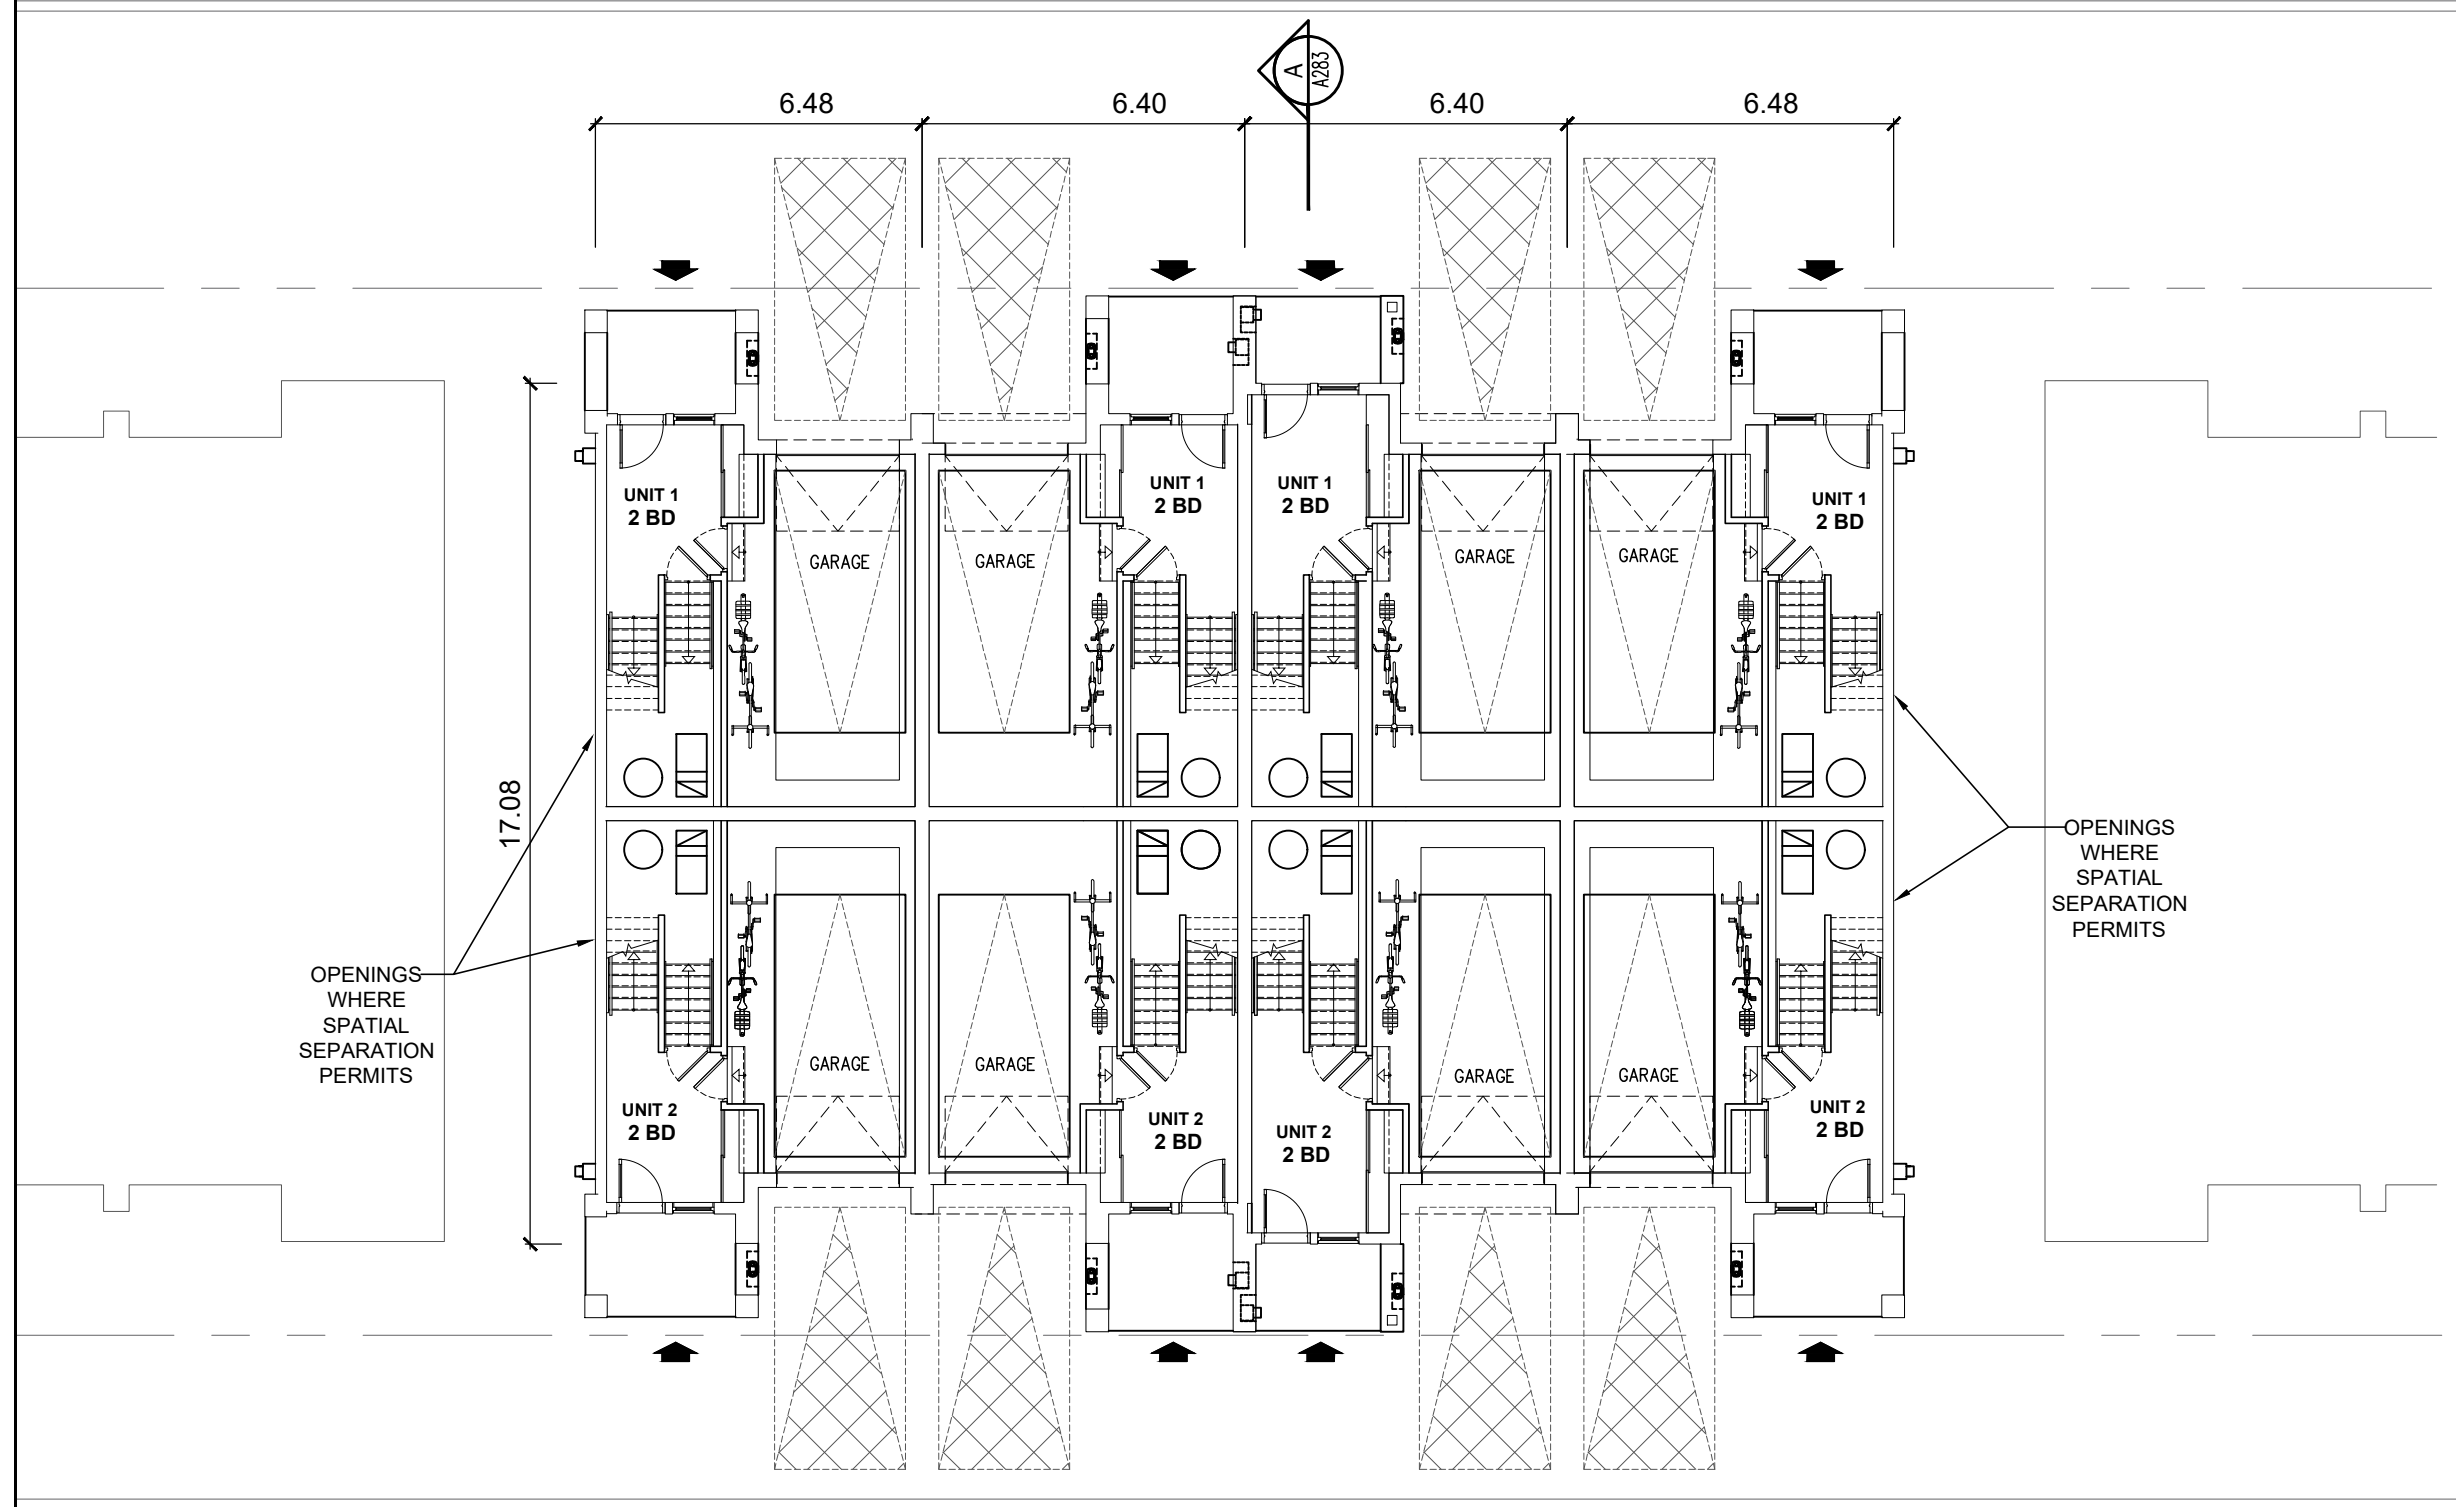 A
A283
6.48
6.40
6.40
6.48
UNIT 1
2 BD
UNIT 1
2 BD
UNIT 1
2 BD
UNIT 1
2 BD
GARAGE
GARAGE
GARAGE
GARAGE
17.08
OPENINGS
WHERE
SPATIAL
SEPARATION
PERMITS
OPENINGS
WHERE
SPATIAL
SEPARATION
PERMITS
GARAGE
GARAGE
GARAGE
GARAGE
UNIT 2
2 BD
UNIT 2
2 BD
UNIT 2
2 BD
UNIT 2
2 BD